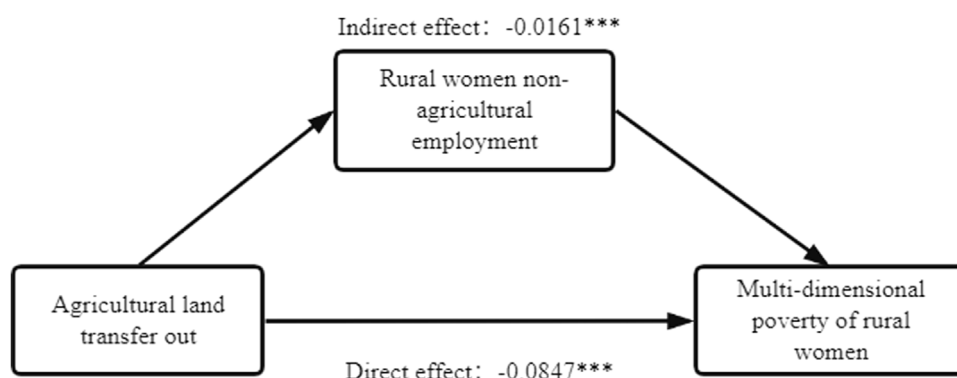 Indirect effect: -0.0161***
Rural women non-
agricultural
employment
Agricultural land
transfer out
Multi-dimensional
poverty of rural
women
Direct effect: -0.0847***